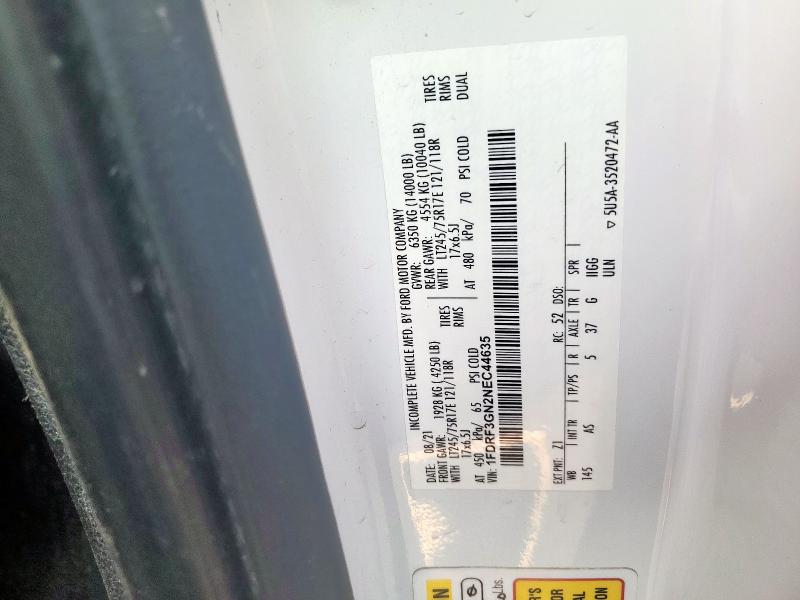 INCOMPLETE VEHICLE MFD. BY FORD MOTOR COMPANY
DATE: 08/21 GVWR: 6350 KG (14000 LB)
FRONT GAWR: 1928 KG (4250 LB) REAR GAWR: 4554 KG (10040 LB)
WITH LT245/75R17E 121/118R TIRES WITH LT245/75R17E 121/118R TIRES
17x6.5J RIMS 17x6.5J RIMS
AT 450 kPa/ 65 PSI COLD AT 480 kPa/ 70 PSI COLD DUAL
VIN: 1FDRF3GN2NEC44635
EXT PNT: Z1 RC: 52 DSO:
WB INT TR TP/PS R AXLE TR SPR
145 AS 5 37 G IIGG
ULN
▽ 5U5A-3520472-AA
Lbs.